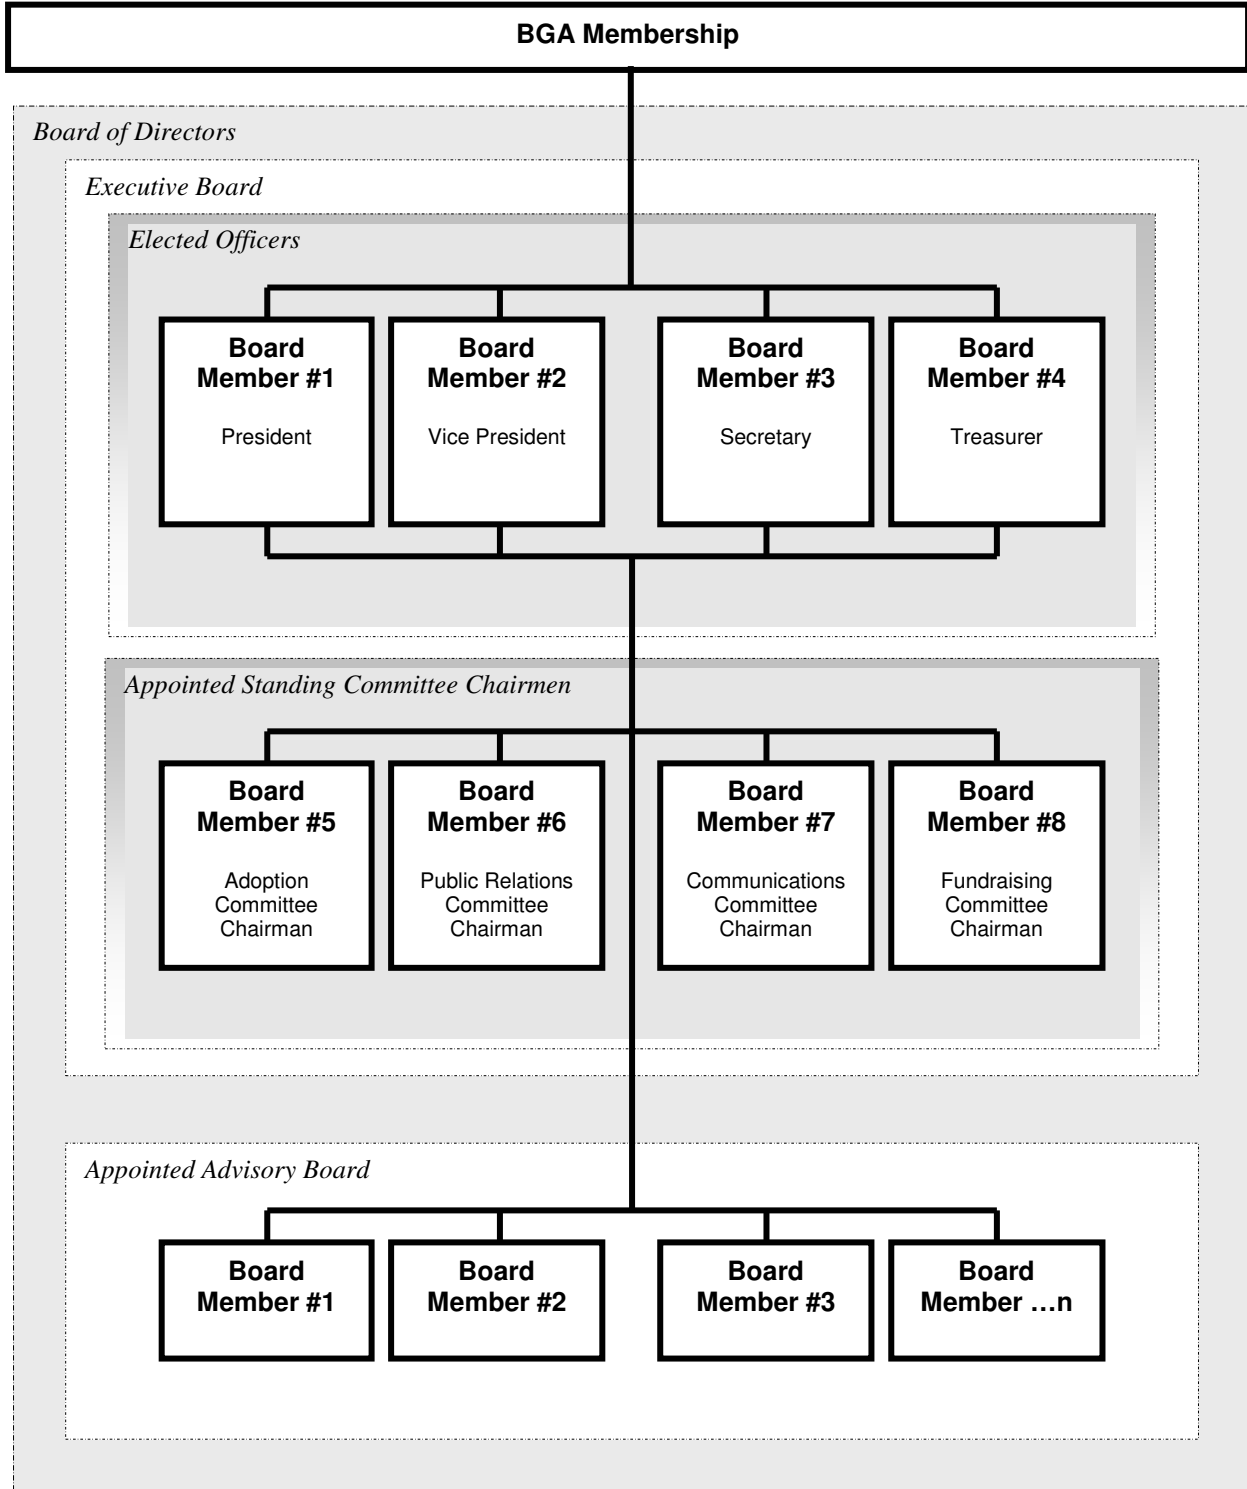 BGA Membership
Board of Directors
Executive Board
Elected Officers
Board
Member #1
President
Board
Member #2
Vice President
Board
Member #3
Secretary
Board
Member #4
Treasurer
Appointed Standing Committee Chairmen
Board
Member #5
Adoption
Committee
Chairman
Board
Member #6
Public Relations
Committee
Chairman
Board
Member #7
Communications
Committee
Chairman
Board
Member #8
Fundraising
Committee
Chairman
Appointed Advisory Board
Board
Member #1
Board
Member #2
Board
Member #3
Board
Member …n